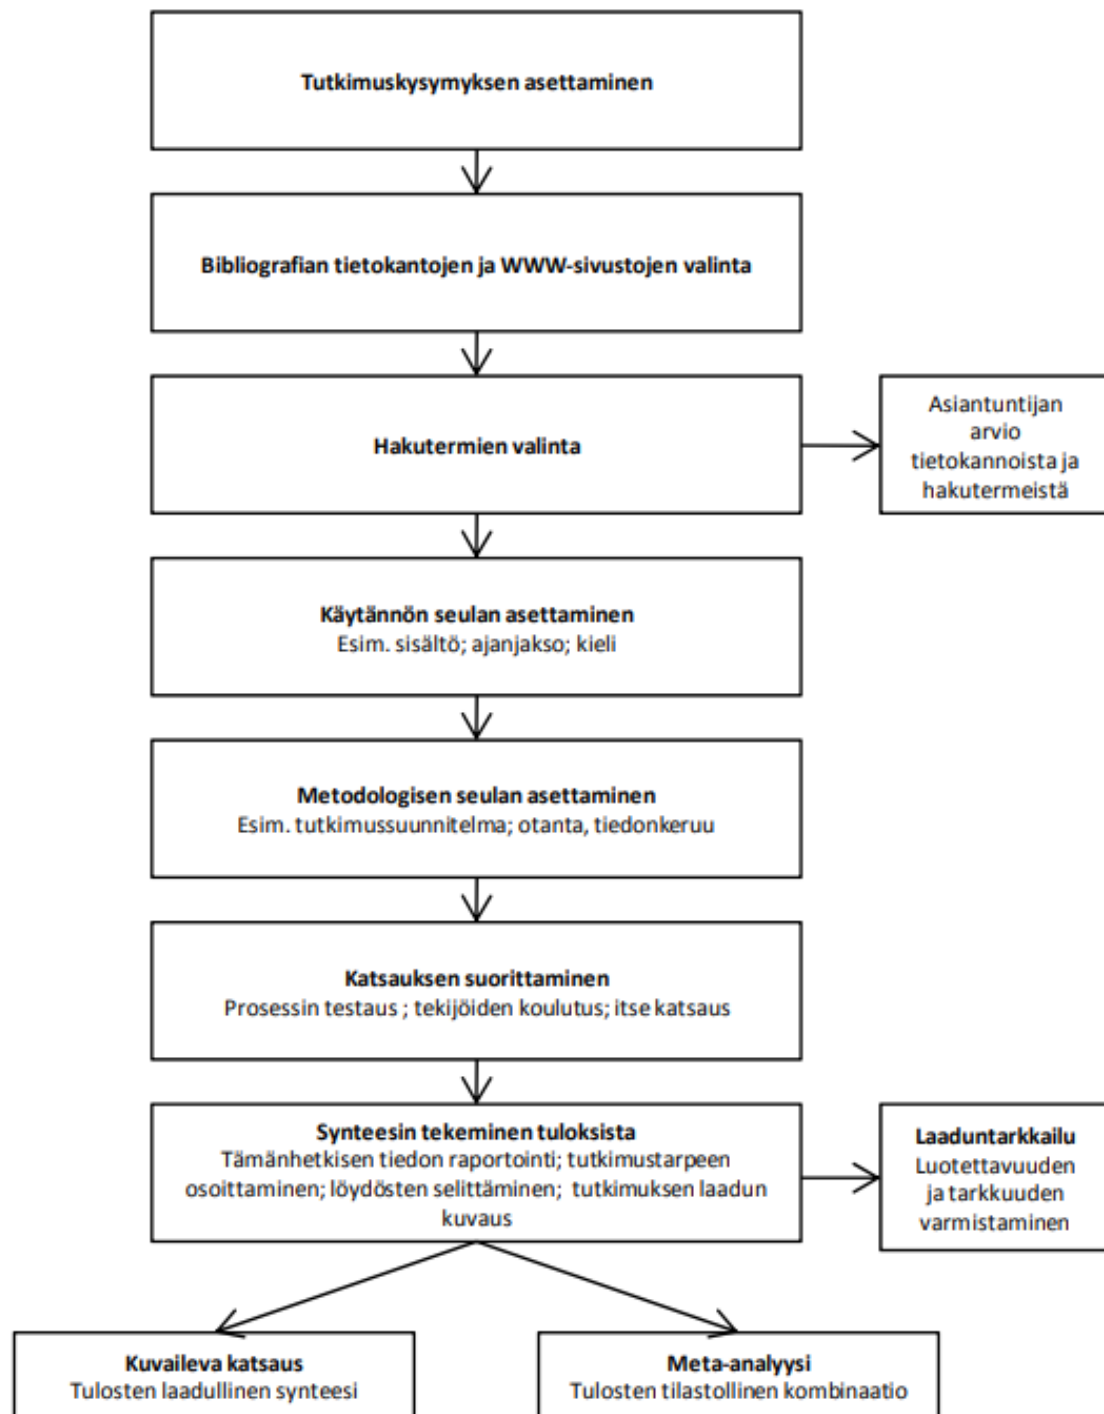 Tutkimuskysymyksen asettaminen
Bibliografian tietokantojen ja WWW-sivustojen valinta
Hakutermien valinta
Asiantuntijan
arvio
tietokannoista ja
hakutermeistä
Käytännön seulan asettaminen
Esim. sisältö; ajanjakso; kieli
Metodologisen seulan asettaminen
Esim. tutkimussuunnitelma; otanta, tiedonkeruu
Katsauksen suorittaminen
Prosessin testaus ; tekijöiden koulutus; itse katsaus
Synteesin tekeminen tuloksista
Tämänhetkisen tiedon raportointi; tutkimustarpeen
osoittaminen; löydösten selittäminen; tutkimuksen laadun
kuvaus
Laaduntarkkailu
Luotettavuuden
ja tarkkuuden
varmistaminen
Kuvaileva katsaus
Tulosten laadullinen synteesi
Meta-analyysi
Tulosten tilastollinen kombinaatio